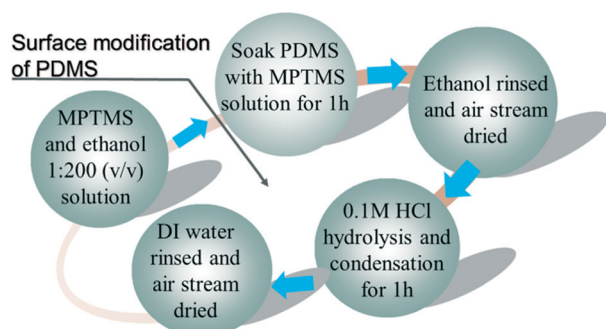 Surface modification
of PDMS
MPTMS
and ethanol
1:200 (v/v)
solution
Soak PDMS
with MPTMS
solution for 1h
Ethanol rinsed
and air stream
dried
0.1M HCl
hydrolysis and
condensation
for 1h
DI water
rinsed and
air stream
dried